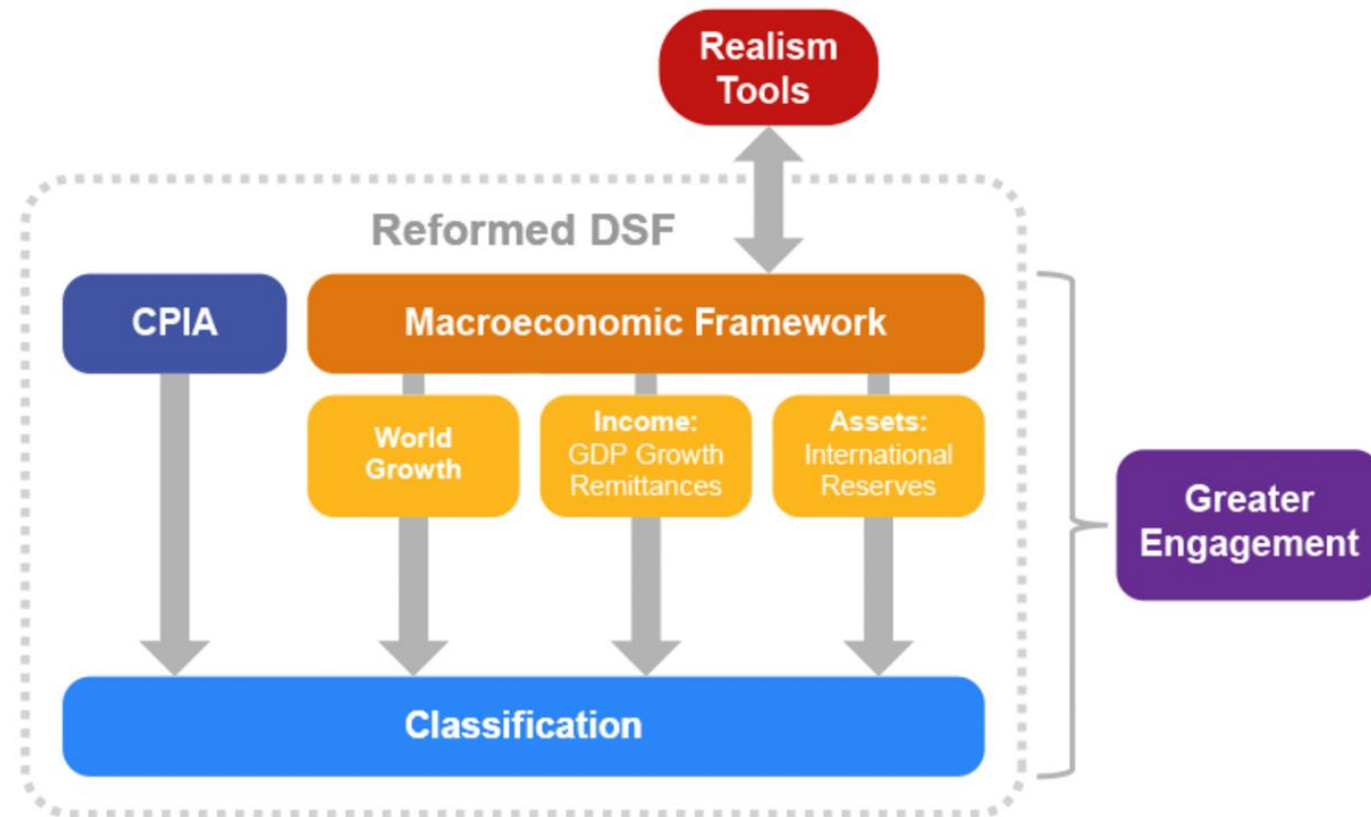 Realism
Tools
Reformed DSF
CPIA
Macroeconomic Framework
World
Growth
Income:
GDP Growth
Remittances
Assets:
International
Reserves
Greater
Engagement
Classification